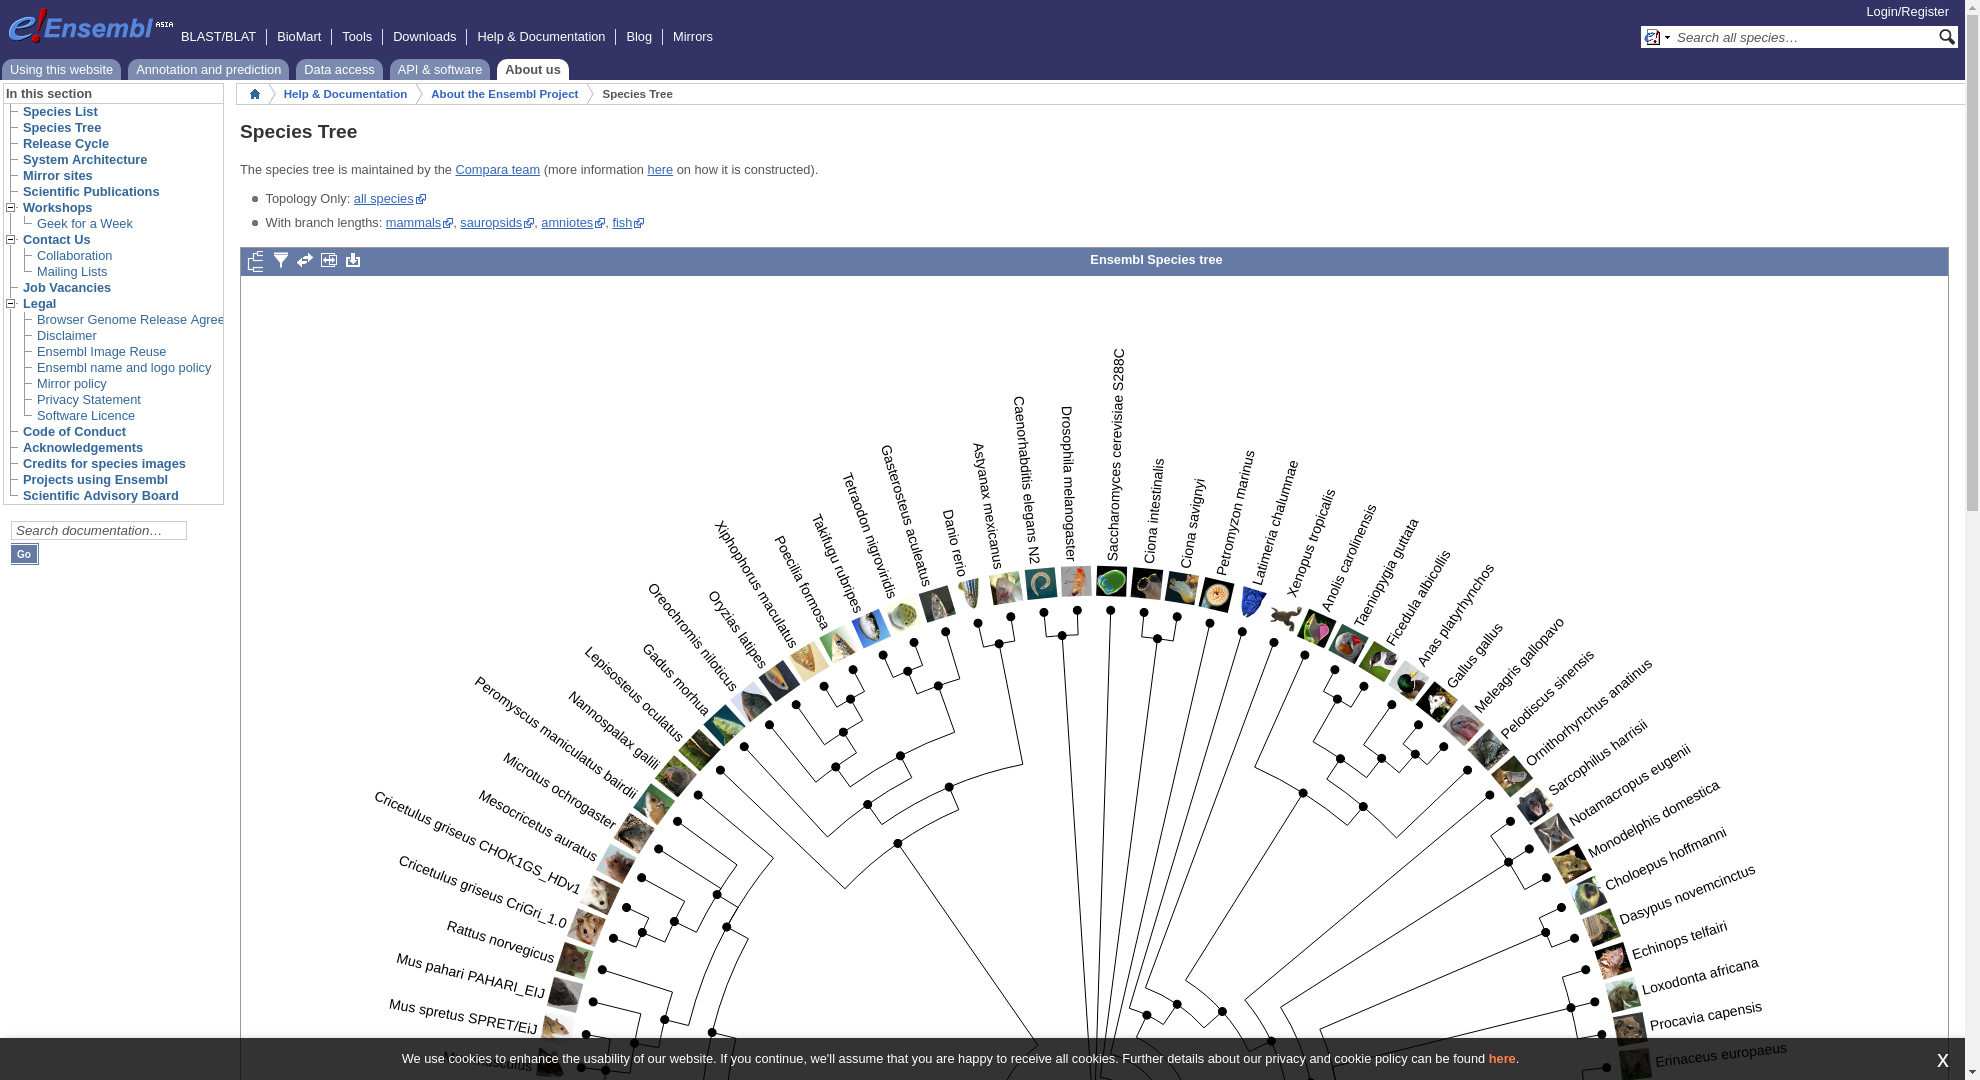 Login/Register
e!Ensembl ASIA
BLAST/BLAT BioMart Tools Downloads Help & Documentation Blog Mirrors
Search all species…
Using this website Annotation and prediction Data access API & software About us
In this section
Species List
Species Tree
Release Cycle
System Architecture
Mirror sites
Scientific Publications
Workshops
Geek for a Week
Contact Us
Collaboration
Mailing Lists
Job Vacancies
Legal
Browser Genome Release Agree
Disclaimer
Ensembl Image Reuse
Ensembl name and logo policy
Mirror policy
Privacy Statement
Software Licence
Code of Conduct
Acknowledgements
Credits for species images
Projects using Ensembl
Scientific Advisory Board
Search documentation…
Go
Help & Documentation About the Ensembl Project Species Tree
Species Tree
The species tree is maintained by the Compara team (more information here on how it is constructed).
Topology Only: all species
With branch lengths: mammals, sauropsids, amniotes, fish
Ensembl Species tree
Mus spretus SPRET/EiJ
Mus pahari PAHARI_EIJ
Rattus norvegicus
Cricetulus griseus CriGri_1.0
Cricetulus griseus CHOK1GS_HDv1
Mesocricetus auratus
Microtus ochrogaster
Peromyscus maniculatus bairdii
Nannospalax galili
Lepisosteus oculatus
Gadus morhua
Oreochromis niloticus
Oryzias latipes
Xiphophorus maculatus
Poecilia formosa
Takifugu rubripes
Tetraodon nigroviridis
Gasterosteus aculeatus
Danio rerio
Astyanax mexicanus
Caenorhabditis elegans N2
Drosophila melanogaster
Saccharomyces cerevisiae S288C
Ciona intestinalis
Ciona savignyi
Petromyzon marinus
Latimeria chalumnae
Xenopus tropicalis
Anolis carolinensis
Taeniopygia guttata
Ficedula albicollis
Anas platyrhynchos
Gallus gallus
Meleagris gallopavo
Pelodiscus sinensis
Ornithorhynchus anatinus
Sarcophilus harrisii
Notamacropus eugenii
Monodelphis domestica
Choloepus hoffmanni
Dasypus novemcinctus
Echinops telfairi
Loxodonta africana
Procavia capensis
Erinaceus europaeus
We use cookies to enhance the usability of our website. If you continue, we'll assume that you are happy to receive all cookies. Further details about our privacy and cookie policy can be found here.
x